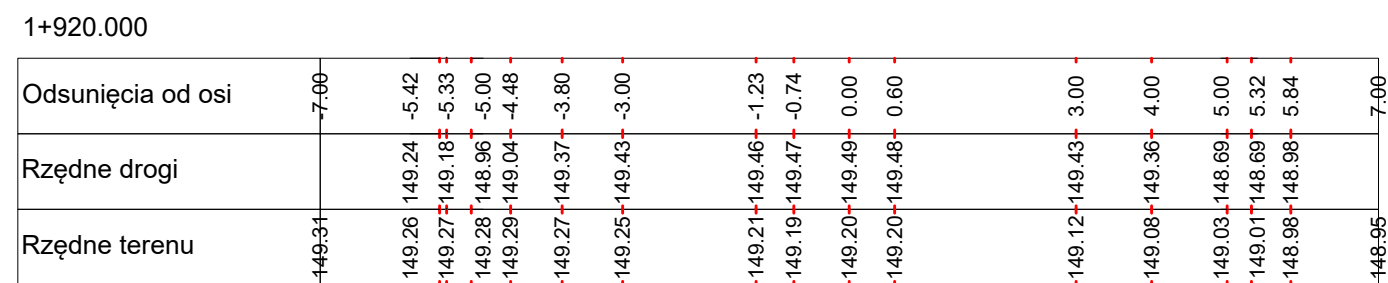 1+920.000
Odsunięcia od osi -7.00 -5.42 -5.33 -5.00 -4.48 -3.80 -3.00 -1.23 -0.74 0.00 0.60 3.00 4.00 5.00 5.32 5.84 7.00
Rzędne drogi 149.24 149.18 148.96 149.04 149.37 149.43 149.46 149.47 149.49 149.48 149.43 149.36 148.69 148.69 148.98
Rzędne terenu 149.31 149.26 149.27 149.28 149.29 149.27 149.25 149.21 149.19 149.20 149.20 149.12 149.08 149.03 149.01 148.98 148.95